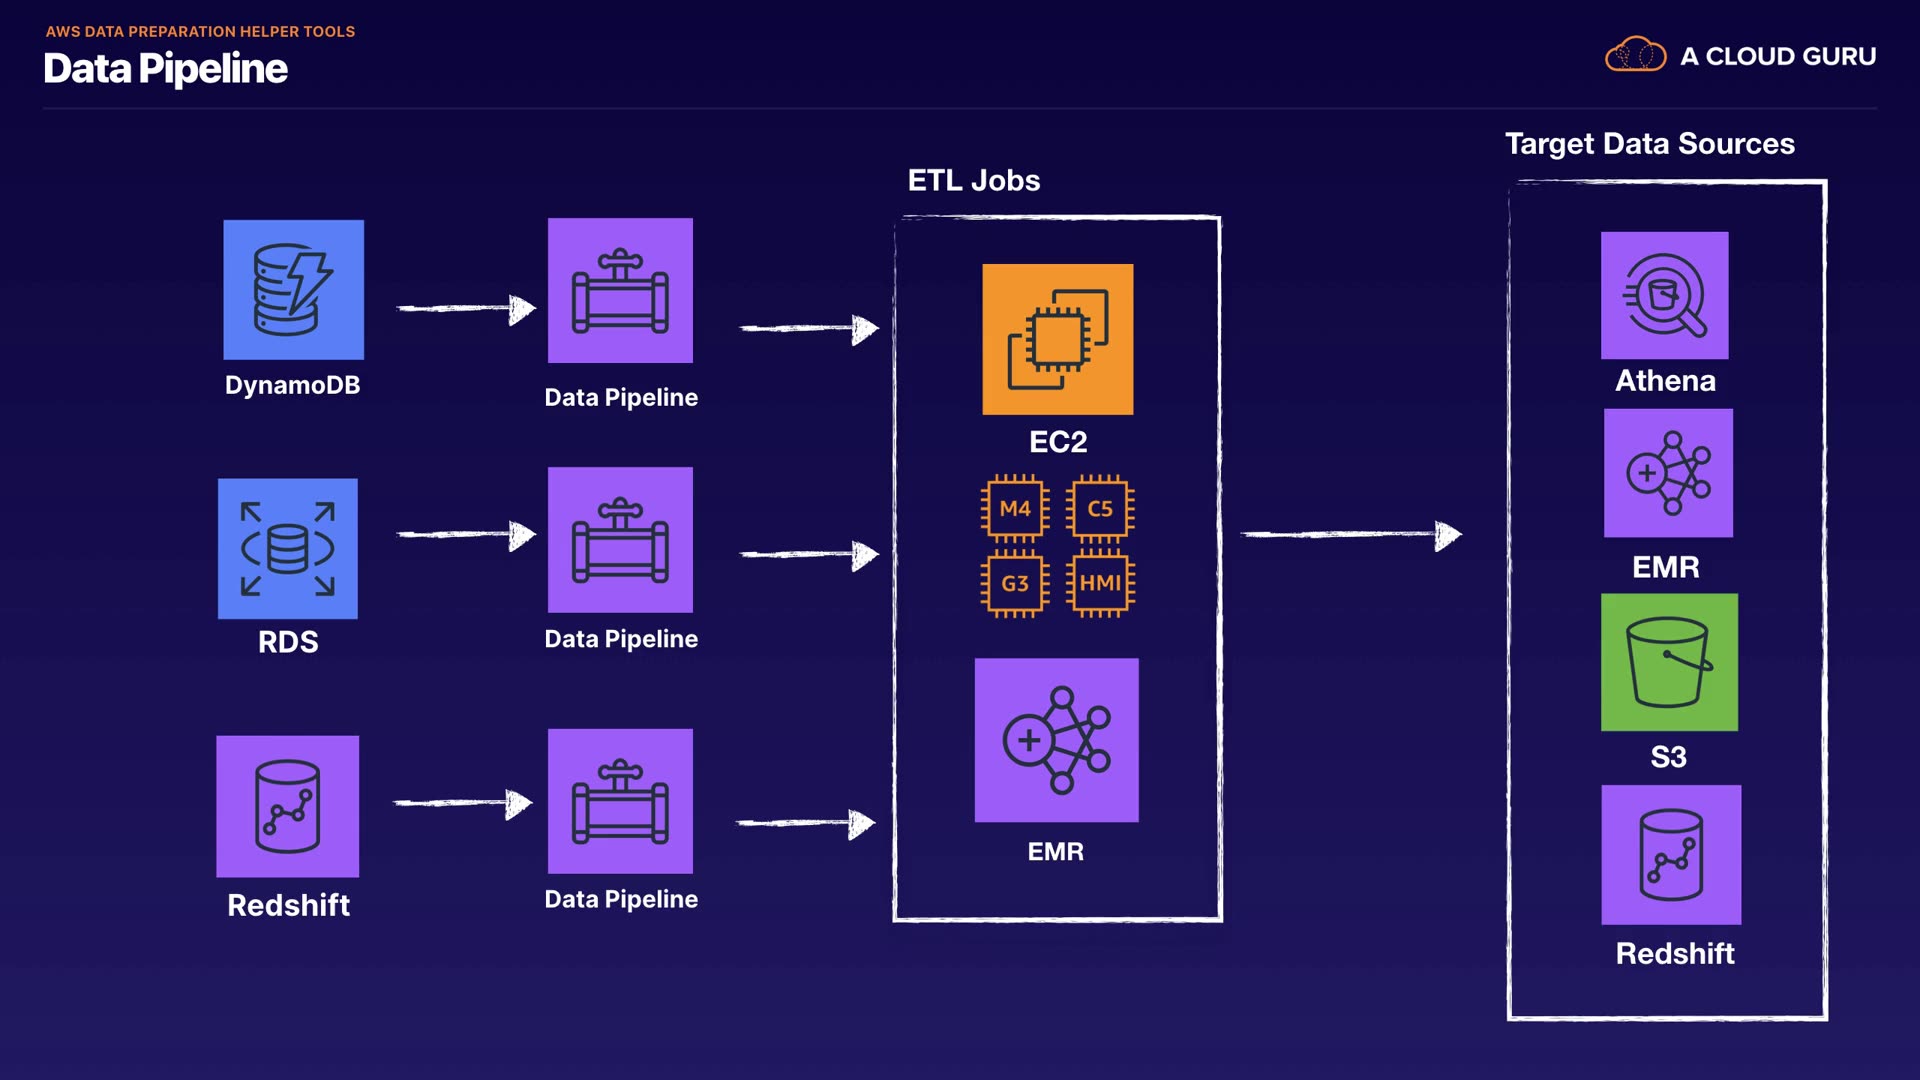 AWS DATA PREPARATION HELPER TOOLS
Data Pipeline
A CLOUD GURU
DynamoDB
Data Pipeline
RDS
Data Pipeline
Redshift
Data Pipeline
ETL Jobs
EC2
M4 C5
G3 HMI
EMR
Target Data Sources
Athena
EMR
S3
Redshift